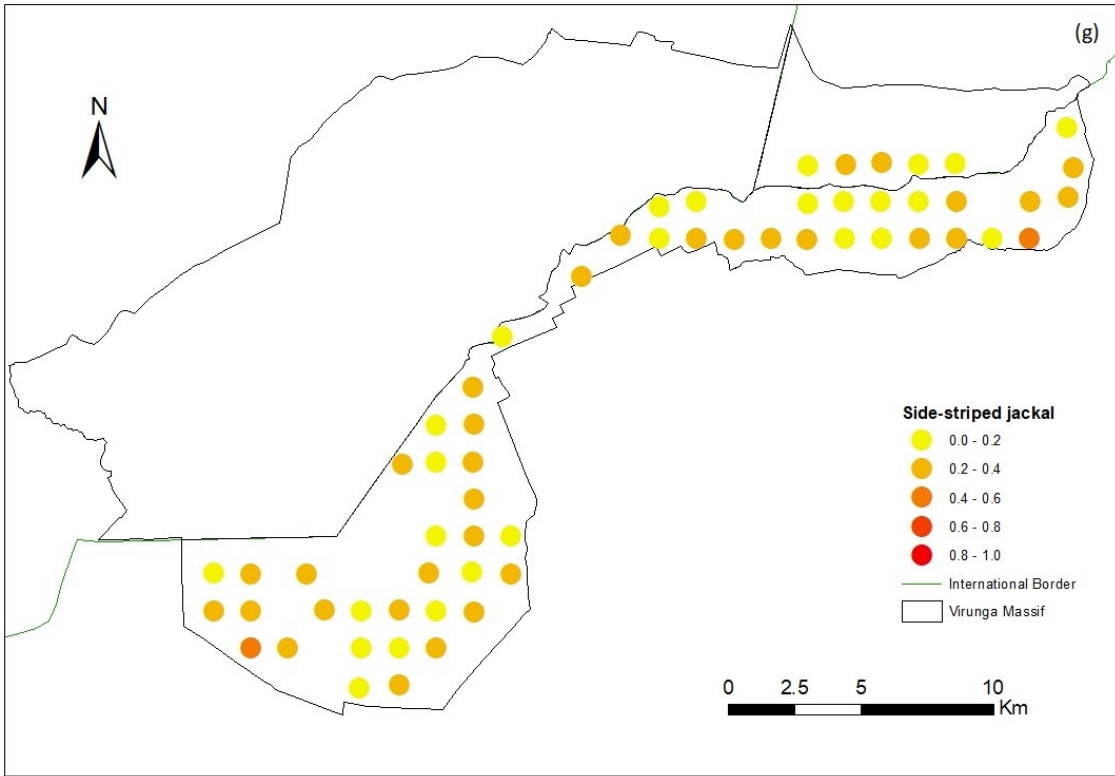 (g)
N
Side-striped jackal
0.0 - 0.2
0.2 - 0.4
0.4 - 0.6
0.6 - 0.8
0.8 - 1.0
International Border
Virunga Massif
0 2.5 5 10
Km